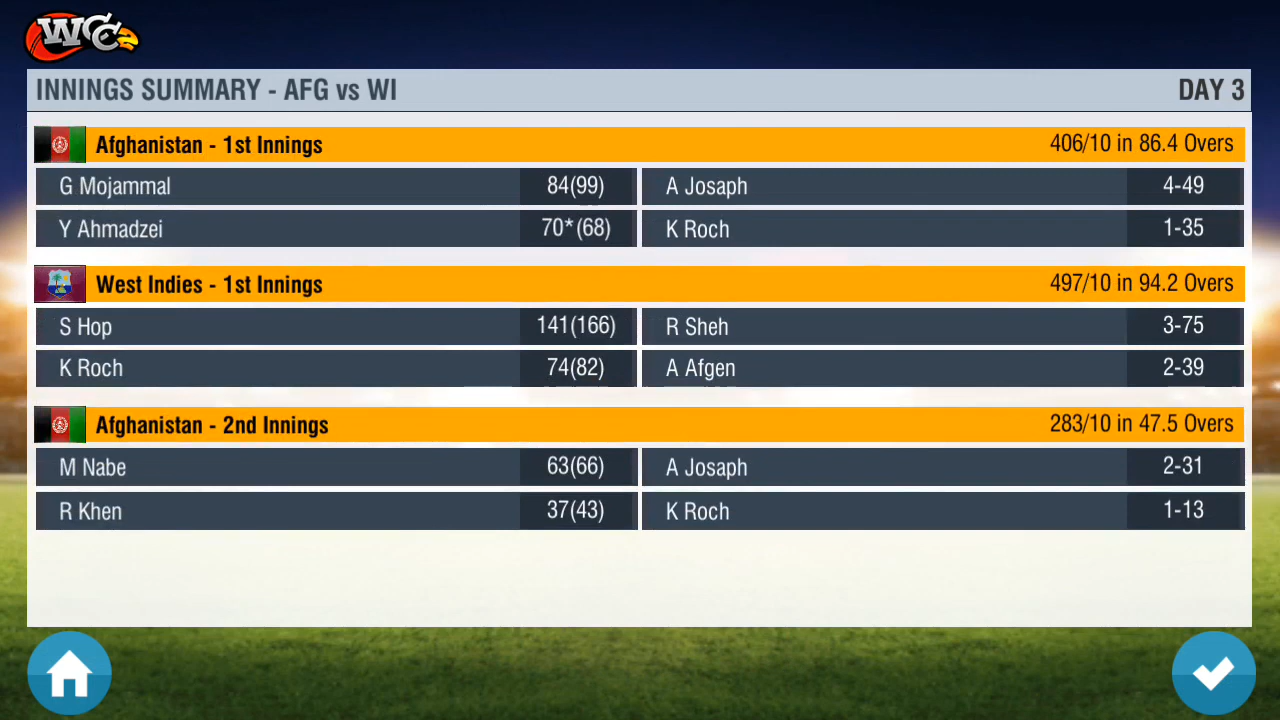 WCC
INNINGS SUMMARY - AFG vs WI DAY 3
Afghanistan - 1st Innings 406/10 in 86.4 Overs
G Mojammal 84(99) A Josaph 4-49
Y Ahmadzei 70*(68) K Roch 1-35
West Indies - 1st Innings 497/10 in 94.2 Overs
S Hop 141(166) R Sheh 3-75
K Roch 74(82) A Afgen 2-39
Afghanistan - 2nd Innings 283/10 in 47.5 Overs
M Nabe 63(66) A Josaph 2-31
R Khen 37(43) K Roch 1-13